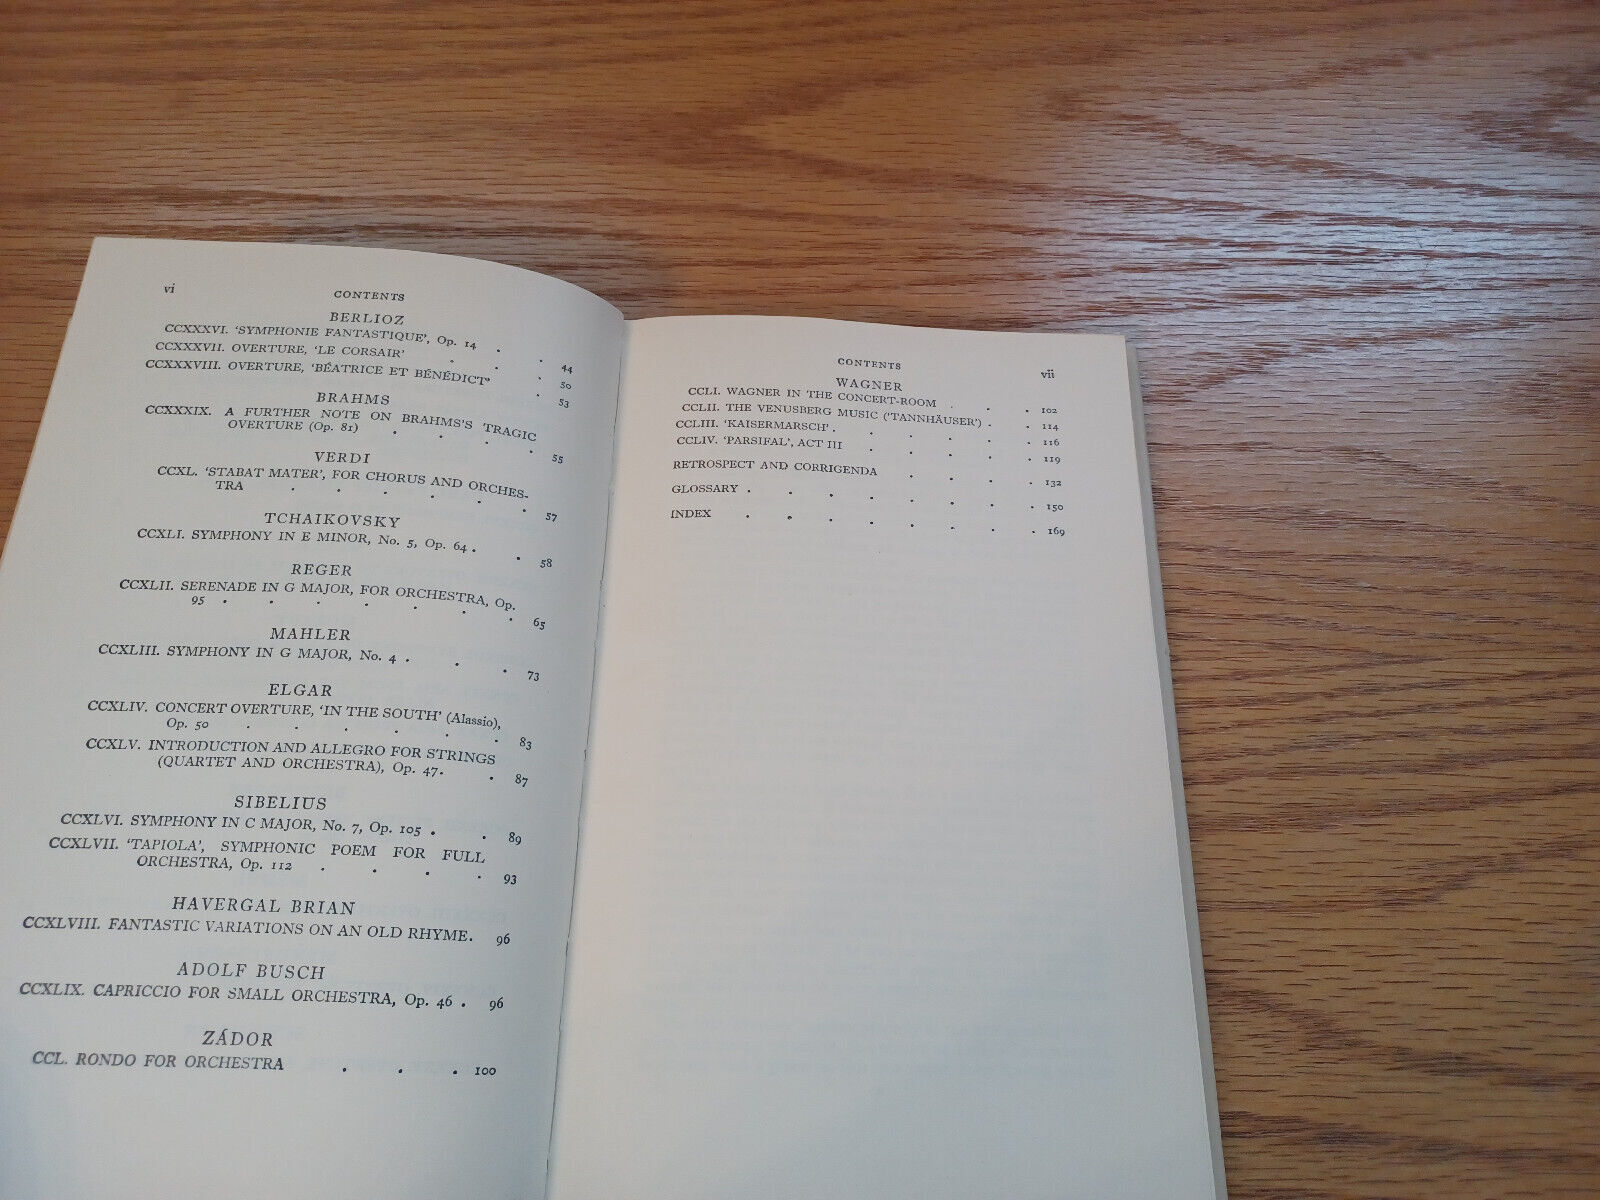 vi
CONTENTS
BERLIOZ
CCXXXVI. ‘SYMPHONIE FANTASTIQUE’, Op. 14 . . 44
CCXXXVII. OVERTURE, ‘LE CORSAIR’ . . . 50
CCXXXVIII. OVERTURE, ‘BÉATRICE ET BÉNÉDICT’ . . 53
BRAHMS
CCXXXIX. A FURTHER NOTE ON BRAHMS'S TRAGIC
OVERTURE (Op. 81) . . . . . 55
VERDI
CCXL. ‘STABAT MATER’, FOR CHORUS AND ORCHES-
TRA . . . . . . 57
TCHAIKOVSKY
CCXLI. SYMPHONY IN E MINOR, No. 5, Op. 64 . . 58
REGER
CCXLII. SERENADE IN G MAJOR, FOR ORCHESTRA, Op.
95 . . . . . . . 65
MAHLER
CCXLIII. SYMPHONY IN G MAJOR, No. 4 . . . 73
ELGAR
CCXLIV. CONCERT OVERTURE, ‘IN THE SOUTH’ (Alassio),
Op. 50 . . . . . . 83
CCXLV. INTRODUCTION AND ALLEGRO FOR STRINGS
(QUARTET AND ORCHESTRA), Op. 47 . . 87
SIBELIUS
CCXLVI. SYMPHONY IN C MAJOR, No. 7, Op. 105 . . 89
CCXLVII. ‘TAPIOLA’, SYMPHONIC POEM FOR FULL
ORCHESTRA, Op. 112 . . . . 93
HAVERGAL BRIAN
CCXLVIII. FANTASTIC VARIATIONS ON AN OLD RHYME. 96
ADOLF BUSCH
CCXLIX. CAPRICCIO FOR SMALL ORCHESTRA, Op. 46 . 96
ZÁDOR
CCL. RONDO FOR ORCHESTRA . . . 100
CONTENTS
vii
WAGNER
CCLI. WAGNER IN THE CONCERT-ROOM . . . 102
CCLII. THE VENUSBERG MUSIC (‘TANNHÄUSER’) . . 114
CCLIII. ‘KAISERMARSCH’ . . . . . . 116
CCLIV. ‘PARSIFAL’, ACT III . . . . . 119
RETROSPECT AND CORRIGENDA . . . . 132
GLOSSARY . . . . . . . . 150
INDEX . . . . . . . . 169